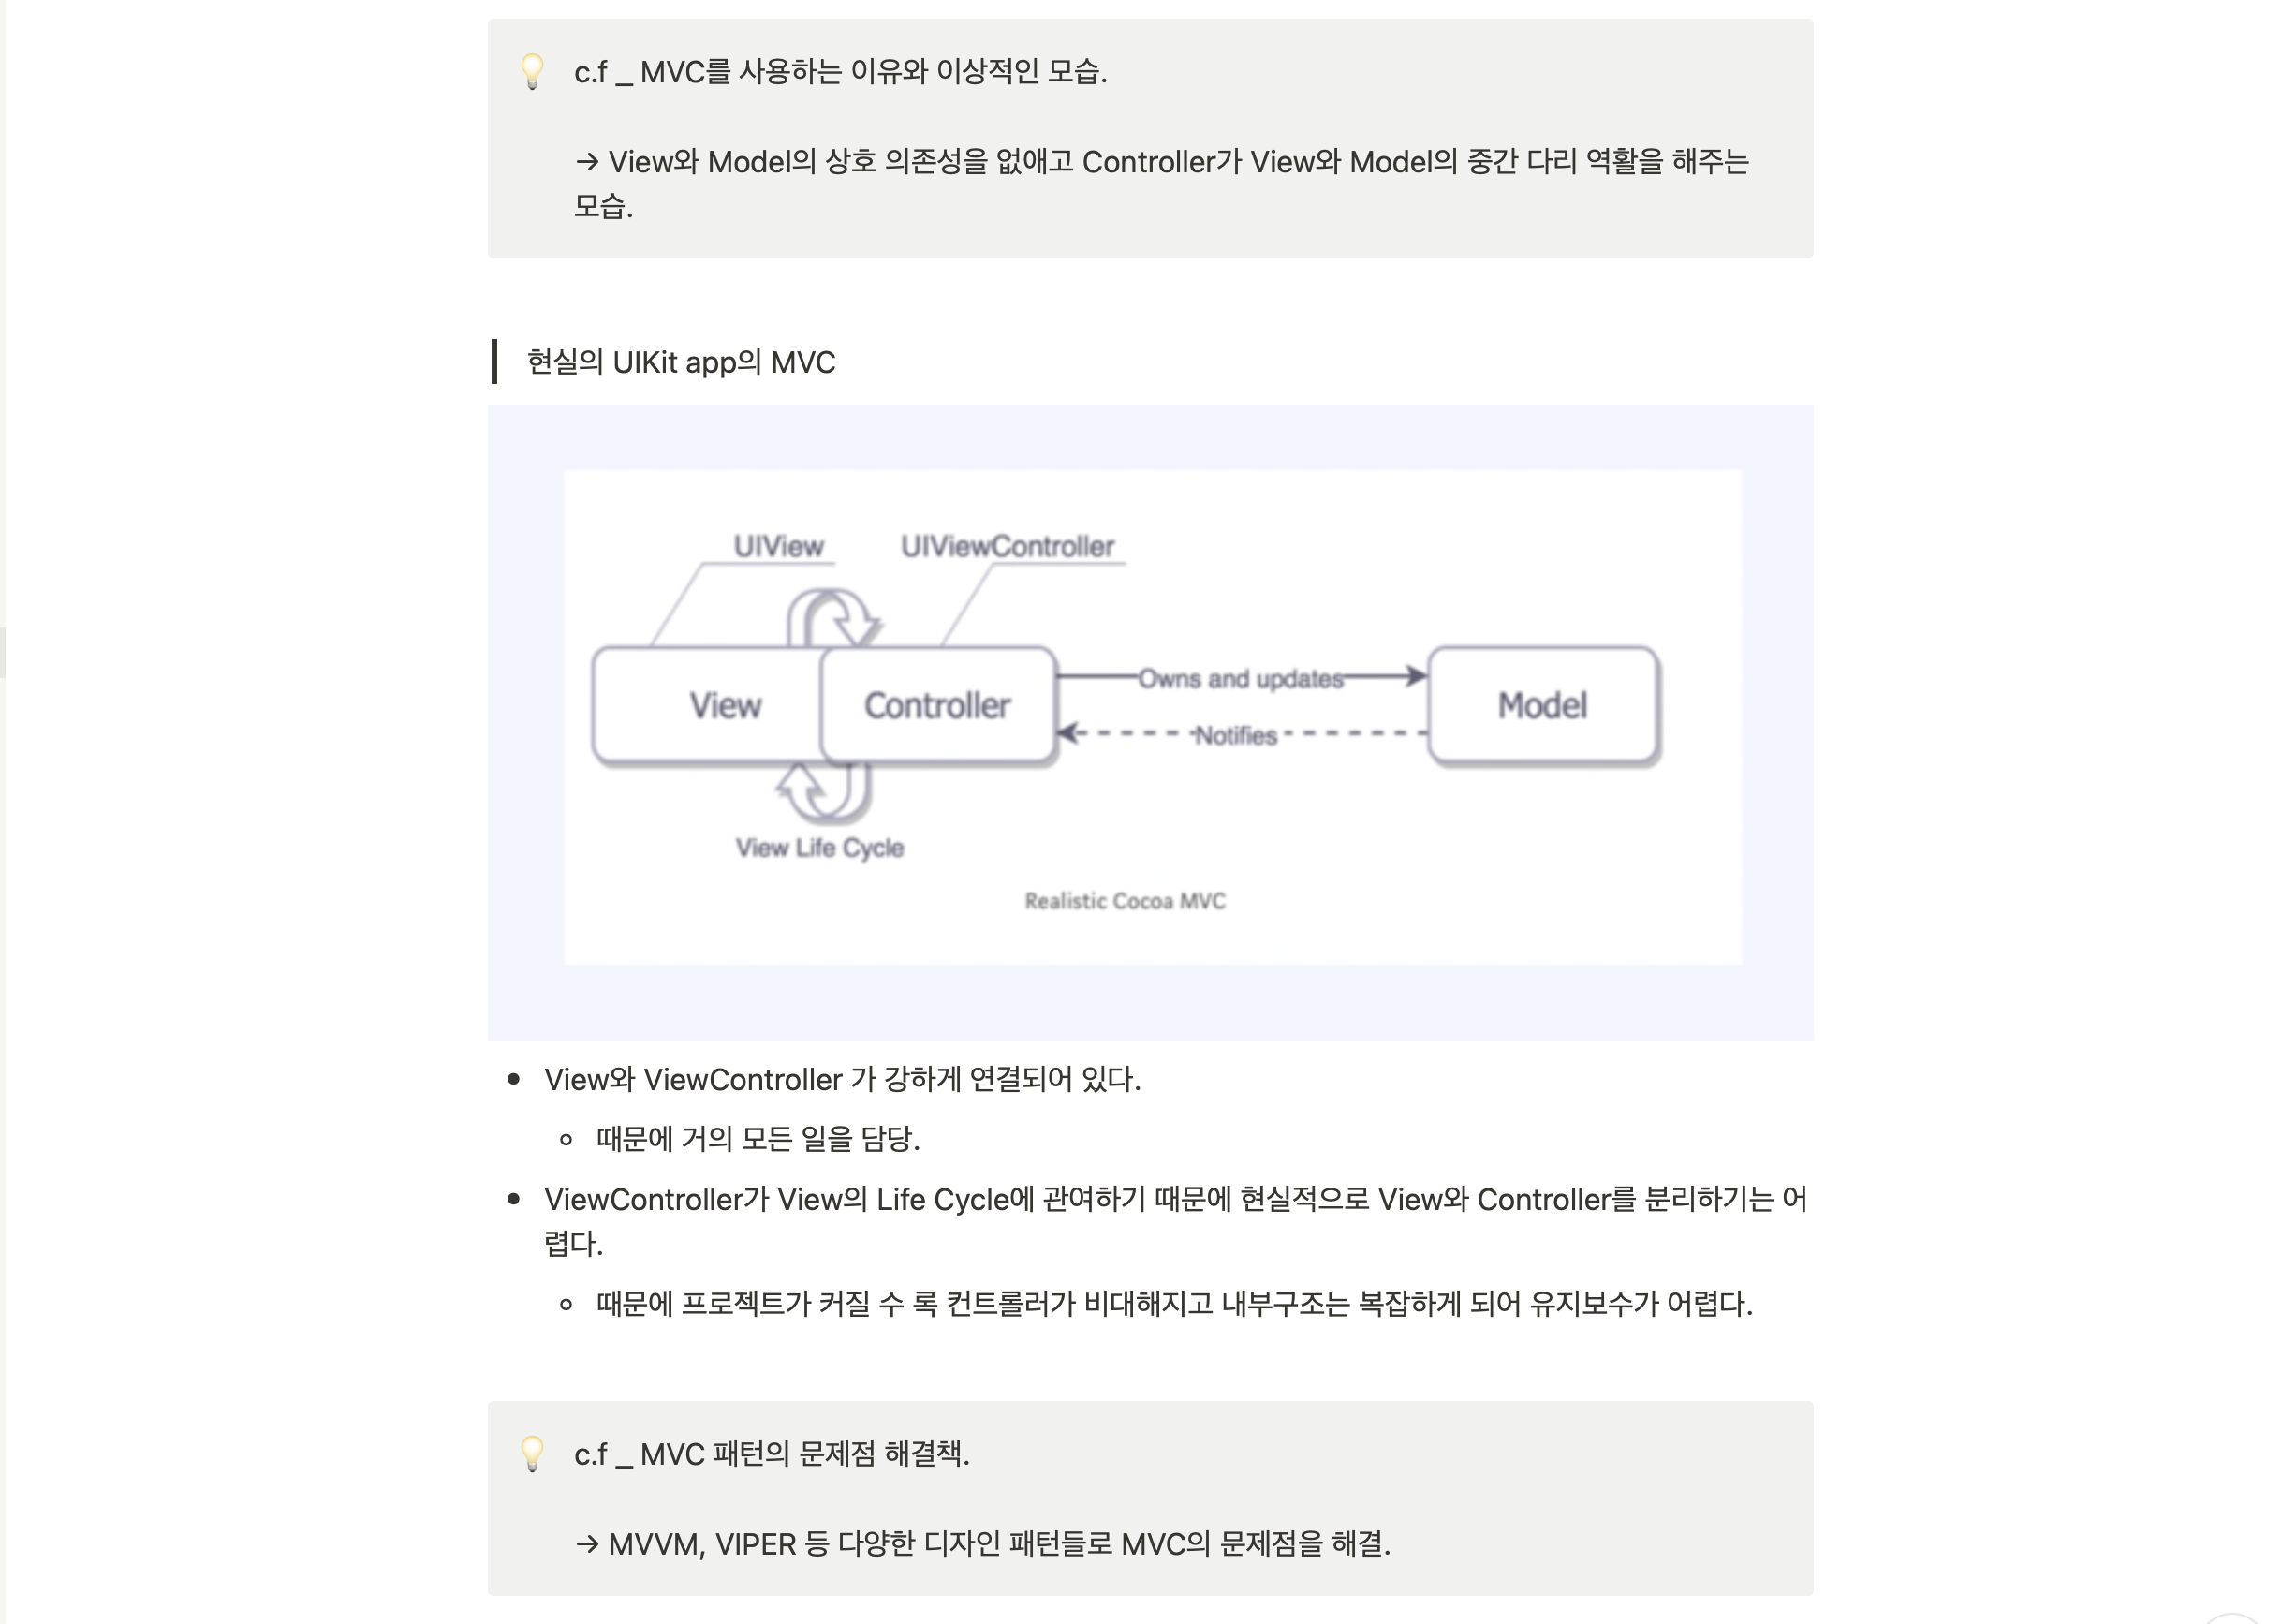 c.f _ MVC를 사용하는 이유와 이상적인 모습.
→ View와 Model의 상호 의존성을 없애고 Controller가 View와 Model의 중간 다리 역활을 해주는
모습.
현실의 UIKit app의 MVC
UIView
UIViewController
View
Controller
Owns and updates
Notifies
Model
View Life Cycle
Realistic Cocoa MVC
• View와 ViewController 가 강하게 연결되어 있다.
◦ 때문에 거의 모든 일을 담당.
• ViewController가 View의 Life Cycle에 관여하기 때문에 현실적으로 View와 Controller를 분리하기는 어
렵다.
◦ 때문에 프로젝트가 커질 수 록 컨트롤러가 비대해지고 내부구조는 복잡하게 되어 유지보수가 어렵다.
c.f _ MVC 패턴의 문제점 해결책.
→ MVVM, VIPER 등 다양한 디자인 패턴들로 MVC의 문제점을 해결.